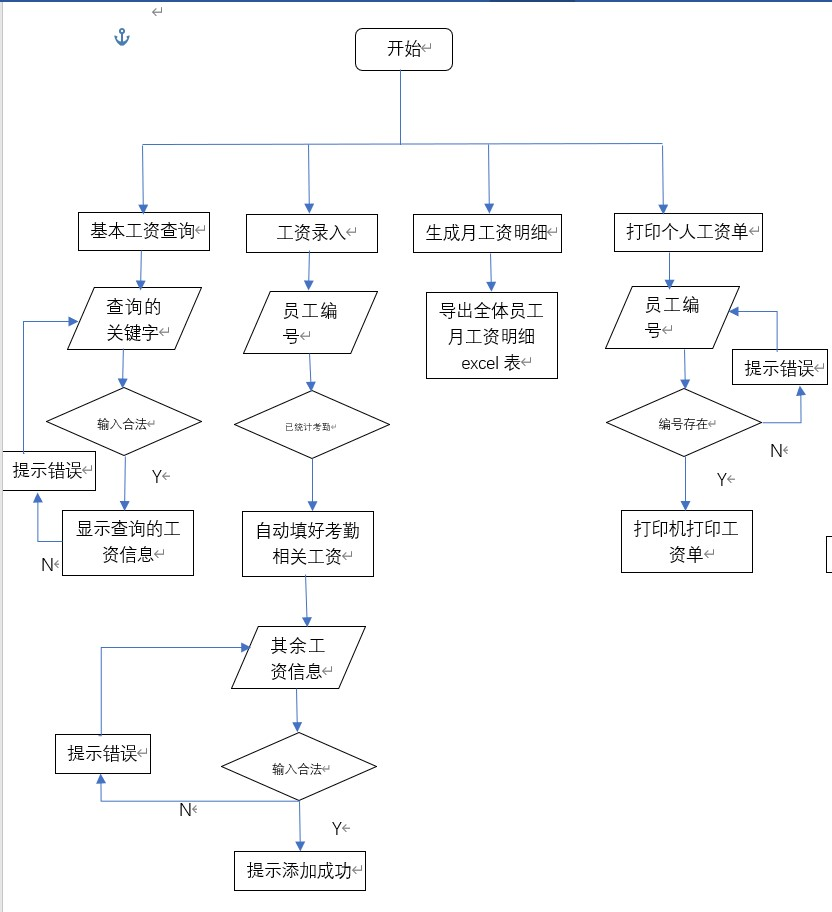 开始
基本工资查询
工资录入
生成月工资明细
打印个人工资单
查询的
关键字
员工编
号
导出全体员工
月工资明细
excel 表
员工编
号
提示错误
输入合法
已统计考勤
编号存在
N
提示错误
Y
Y
显示查询的工
资信息
N
自动填好考勤
相关工资
打印机打印工
资单
其余工
资信息
提示错误
输入合法
N
Y
提示添加成功